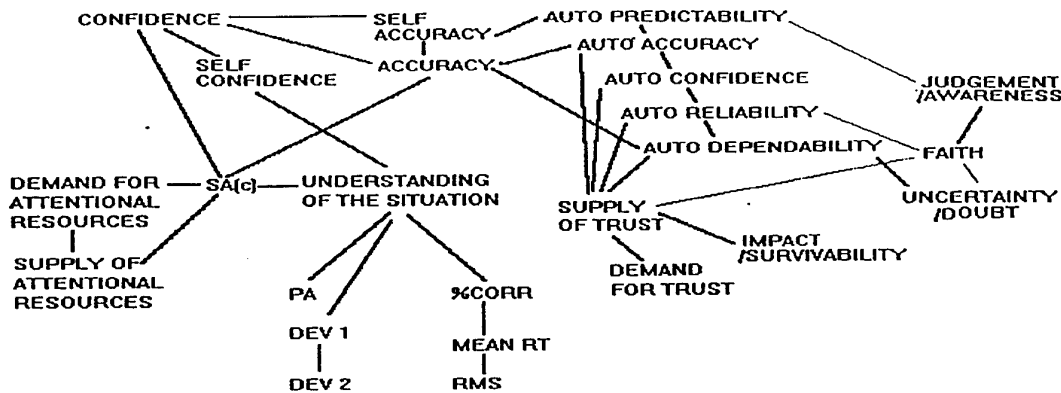 CONFIDENCE
SELF
ACCURACY
AUTO PREDICTABILITY
AUTO ACCURACY
SELF
CONFIDENCE
ACCURACY
AUTO CONFIDENCE
JUDGEMENT
/AWARENESS
AUTO RELIABILITY
AUTO DEPENDABILITY
FAITH
DEMAND FOR
ATTENTIONAL
RESOURCES
SA(c)
UNDERSTANDING
OF THE SITUATION
SUPPLY
OF TRUST
UNCERTAINTY
/DOUBT
SUPPLY OF
ATTENTIONAL
RESOURCES
IMPACT
/SURVIVABILITY
DEMAND
FOR TRUST
PA
%CORR
DEV 1
MEAN RT
DEV 2
RMS